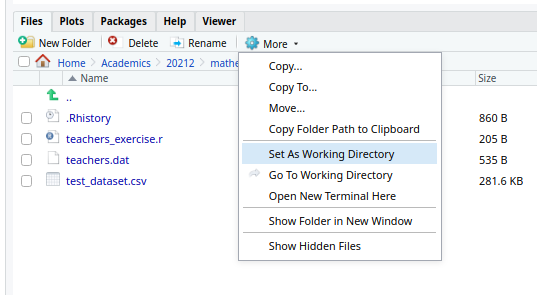 Files Plots Packages Help Viewer
New Folder Delete Rename More
Home Academics 20212 mathe
Name Size
..
.Rhistory 860 B
teachers_exercise.r 205 B
teachers.dat 535 B
test_dataset.csv 281.6 KB
Copy...
Copy To...
Move...
Copy Folder Path to Clipboard
Set As Working Directory
Go To Working Directory
Open New Terminal Here
Show Folder in New Window
Show Hidden Files